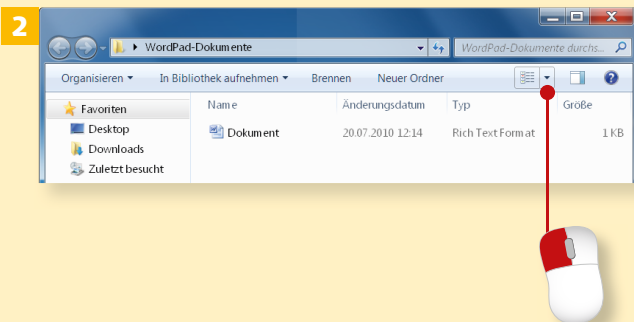 2
WordPad-Dokumente
WordPad-Dokumente durchs...
Organisieren In Bibliothek aufnehmen Brennen Neuer Ordner
Favoriten Name Änderungsdatum Typ Größe
Desktop Dokument 20.07.2010 12:14 Rich Text Format 1 KB
Downloads
Zuletzt besucht